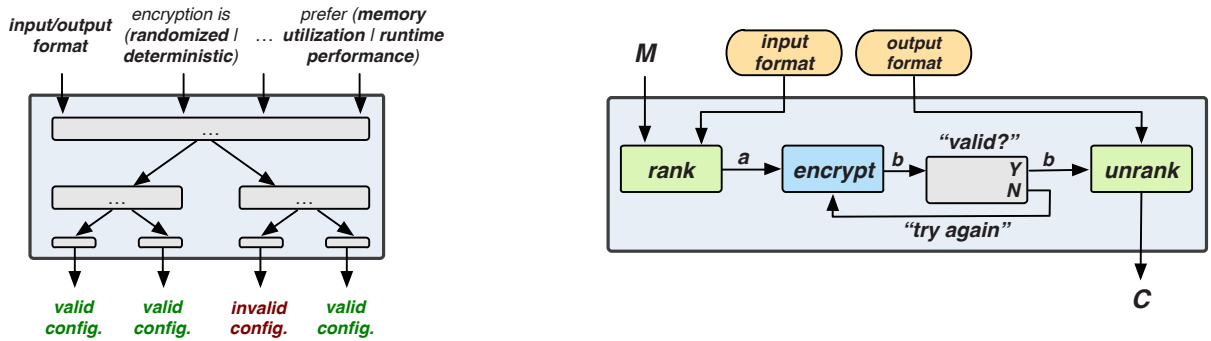 input/output
format
encryption is
(randomized |
deterministic)
...
prefer (memory
utilization | runtime
performance)
...
...
...
valid
config.
valid
config.
invalid
config.
valid
config.
M
input
format
output
format
rank
a
encrypt
b
“valid?”
Y
N
b
unrank
“try again”
C